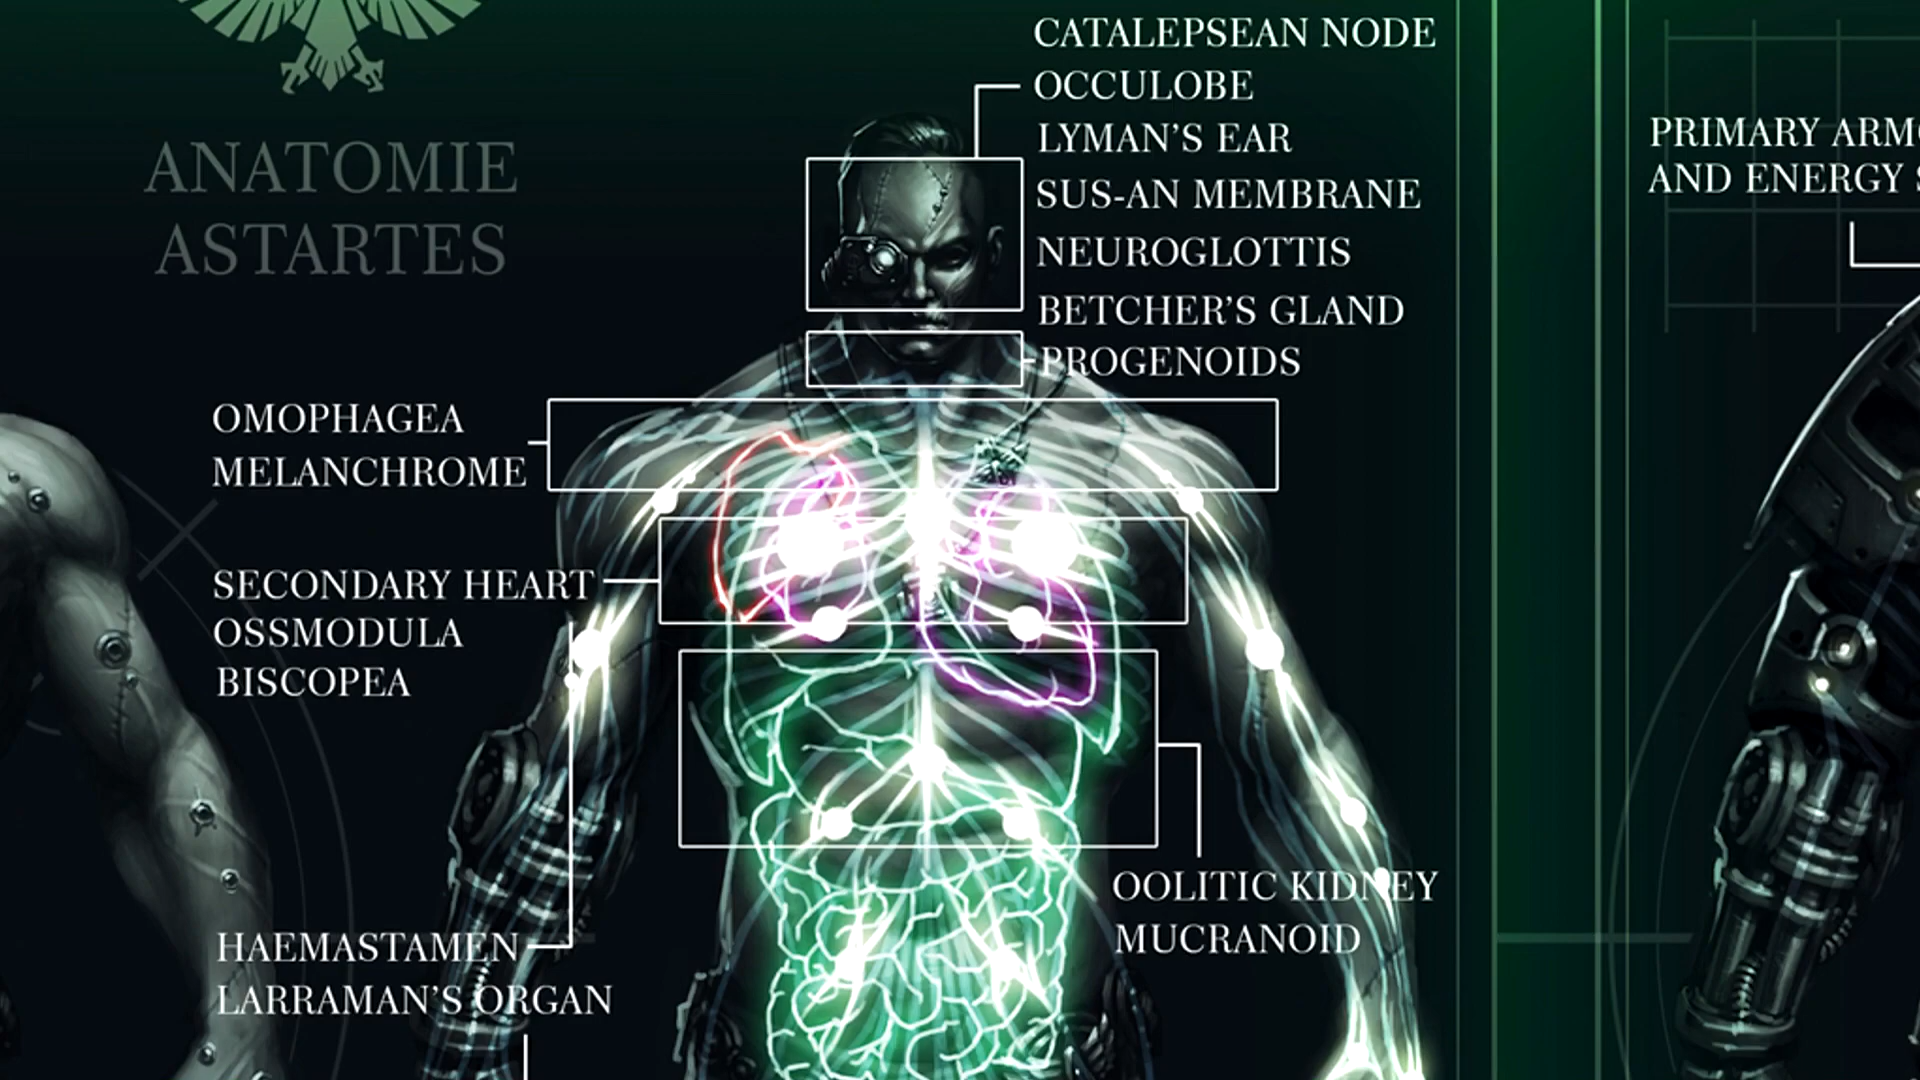 ANATOMIE
ASTARTES
CATALEPSEAN NODE
OCCULOBE
LYMAN'S EAR
SUS-AN MEMBRANE
NEUROGLOTTIS
BETCHER'S GLAND
PROGENOIDS
OMOPHAGEA
MELANCHROME
SECONDARY HEART
OSSMODULA
BISCOPEA
HAEMASTAMEN
LARRAMAN'S ORGAN
OOLITIC KIDNEY
MUCRANOID
PRIMARY
AND ENERGY